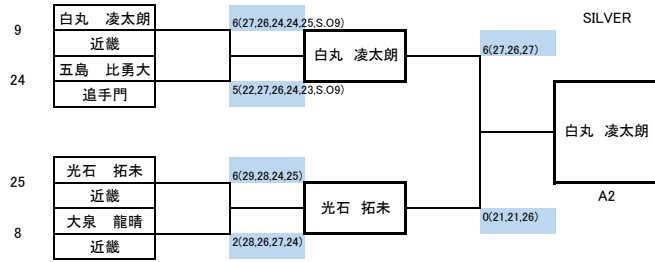 9
白丸 凌太朗
近畿
6(27,26,24,24,25,S.O9)
24
五島 比勇大
追手門
5(22,27,26,24,23,S.O9)
白丸 凌太朗
6(27,26,27)
SILVER
白丸 凌太朗
A2
25
光石 拓未
近畿
6(29,28,24,25)
8
大泉 龍晴
近畿
2(28,26,27,24)
光石 拓未
0(21,21,26)